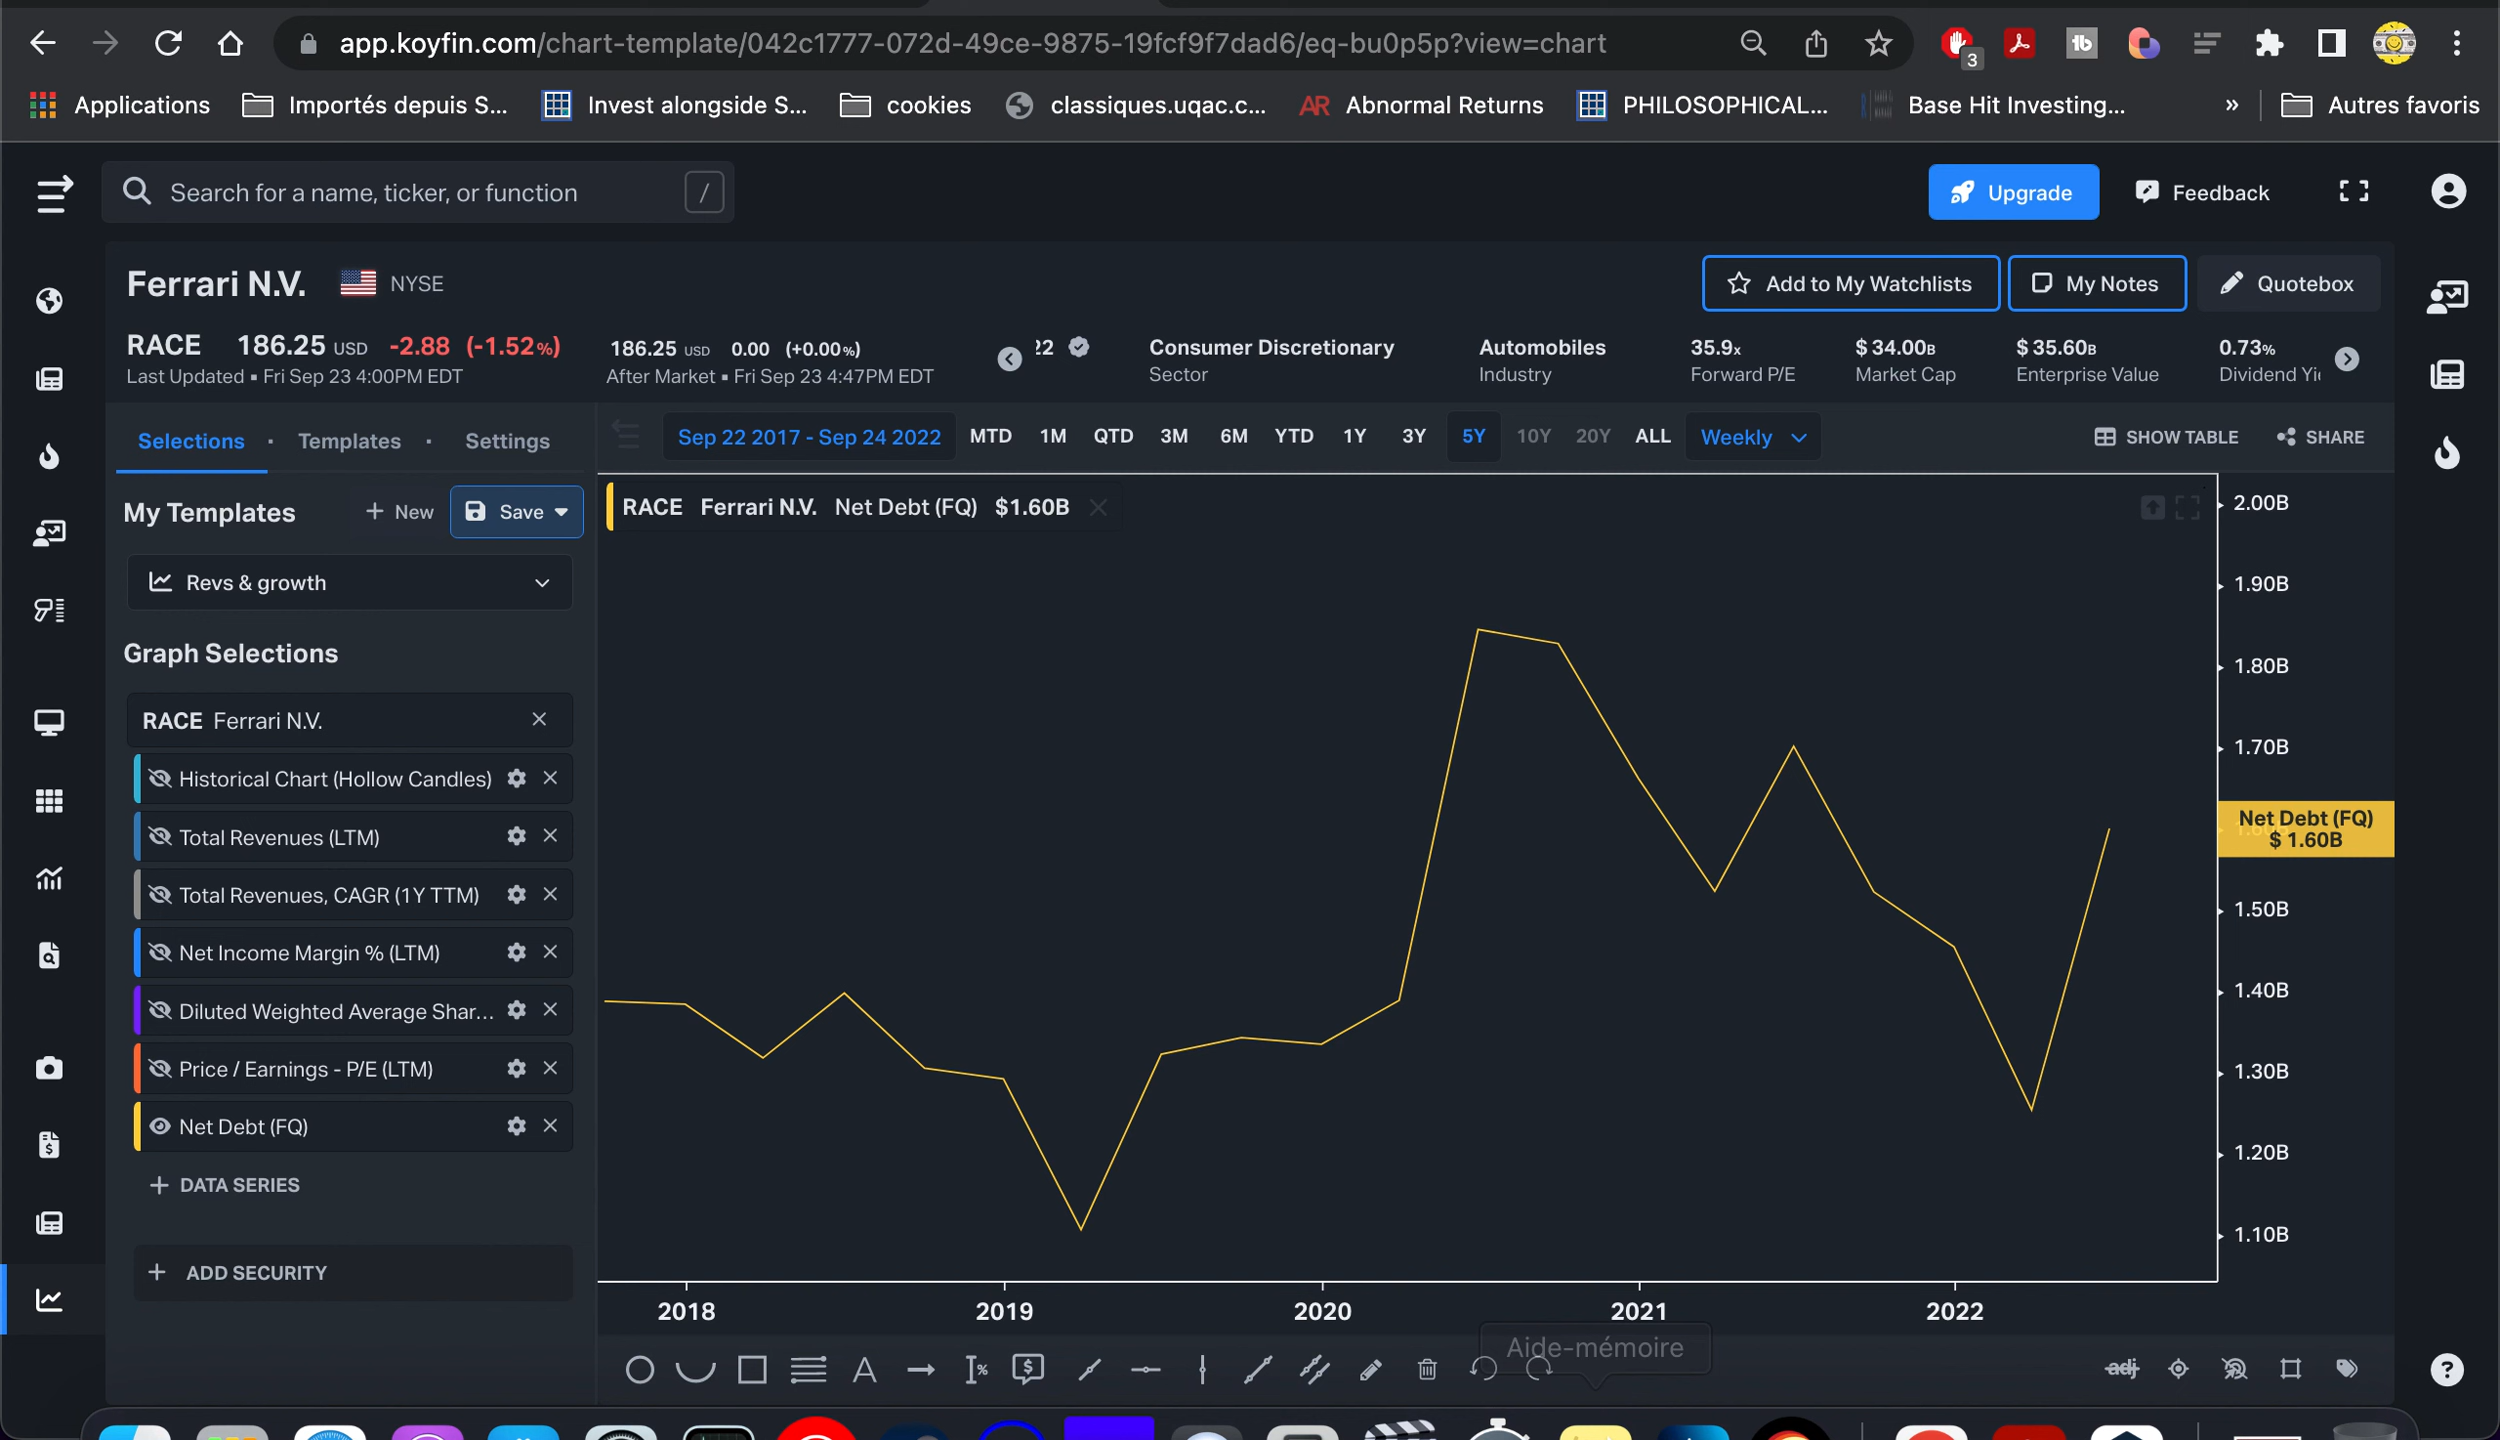 app.koyfin.com/chart-template/042c1777-072d-49ce-9875-19fcf9f7dad6/eq-bu0p5p?view=chart
3
Applications
Importés depuis S...
Invest alongside S...
cookies
classiques.uqac.c...
AR Abnormal Returns
PHILOSOPHICAL...
Base Hit Investing...
»
Autres favoris
Search for a name, ticker, or function
/
Upgrade
Feedback
Ferrari N.V.
NYSE
Add to My Watchlists
My Notes
Quotebox
RACE 186.25 USD -2.88 (-1.52%)
Last Updated ▪ Fri Sep 23 4:00PM EDT
186.25 USD 0.00 (+0.00%)
After Market ▪ Fri Sep 23 4:47PM EDT
22
Consumer Discretionary
Sector
Automobiles
Industry
35.9x
Forward P/E
$ 34.00B
Market Cap
$ 35.60B
Enterprise Value
0.73%
Dividend Yi
Selections · Templates · Settings
Sep 22 2017 - Sep 24 2022
MTD 1M QTD 3M 6M YTD 1Y 3Y 5Y 10Y 20Y ALL
Weekly
SHOW TABLE
SHARE
My Templates
+ New
Save
Revs & growth
Graph Selections
RACE Ferrari N.V.
Historical Chart (Hollow Candles)
Total Revenues (LTM)
Total Revenues, CAGR (1Y TTM)
Net Income Margin % (LTM)
Diluted Weighted Average Shar...
Price / Earnings - P/E (LTM)
Net Debt (FQ)
+ DATA SERIES
+ ADD SECURITY
RACE Ferrari N.V. Net Debt (FQ) $1.60B
2.00B
1.90B
1.80B
1.70B
Net Debt (FQ)
$ 1.60B
1.50B
1.40B
1.30B
1.20B
1.10B
2018 2019 2020 2021 2022
Aide-mémoire
A
%
$
adj
?